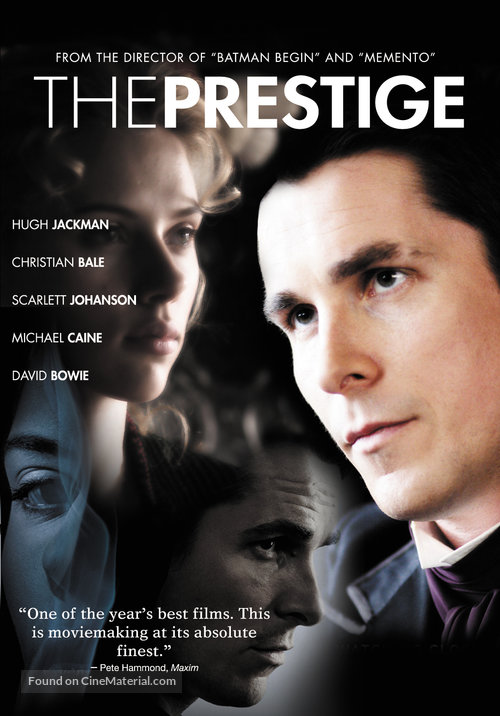 FROM THE DIRECTOR OF "BATMAN BEGIN" AND "MEMENTO"
THEPRESTIGE
HUGH JACKMAN
CHRISTIAN BALE
SCARLETT JOHANSON
MICHAEL CAINE
DAVID BOWIE
“One of the year’s best films. This
is moviemaking at its absolute
finest.”
– Pete Hammond, Maxim
Found on CineMaterial.com